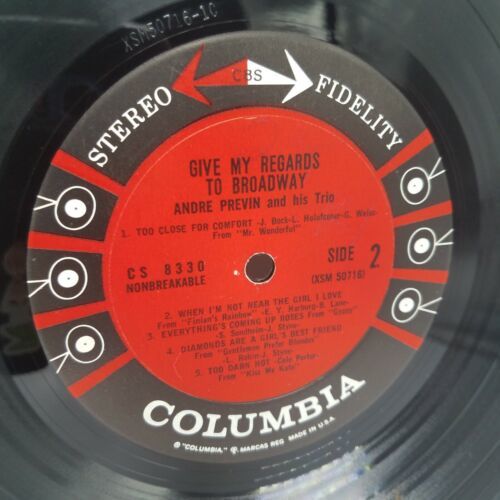 XSM50716-1C
CBS
STEREO FIDELITY
GIVE MY REGARDS
TO BROADWAY
ANDRE PREVIN and his Trio
1. TOO CLOSE FOR COMFORT -J. Bock-L. Holofcener-G. Weiss-
From "Mr. Wonderful"
CS 8330
NONBREAKABLE
SIDE 2
(XSM 50716)
2. WHEN I'M NOT NEAR THE GIRL I LOVE
From "Finian's Rainbow" -E. Y. Harburg-B. Lane-
3. EVERYTHING'S COMING UP ROSES From "Gypsy"
-S. Sondheim-J. Styne-
4. DIAMONDS ARE A GIRL'S BEST FRIEND
From "Gentlemen Prefer Blondes"
-L. Robin-J. Styne-
5. TOO DARN HOT -Cole Porter-
From "Kiss Me Kate"
COLUMBIA
® "COLUMBIA," ®. MARCAS REG MADE IN U.S.A.